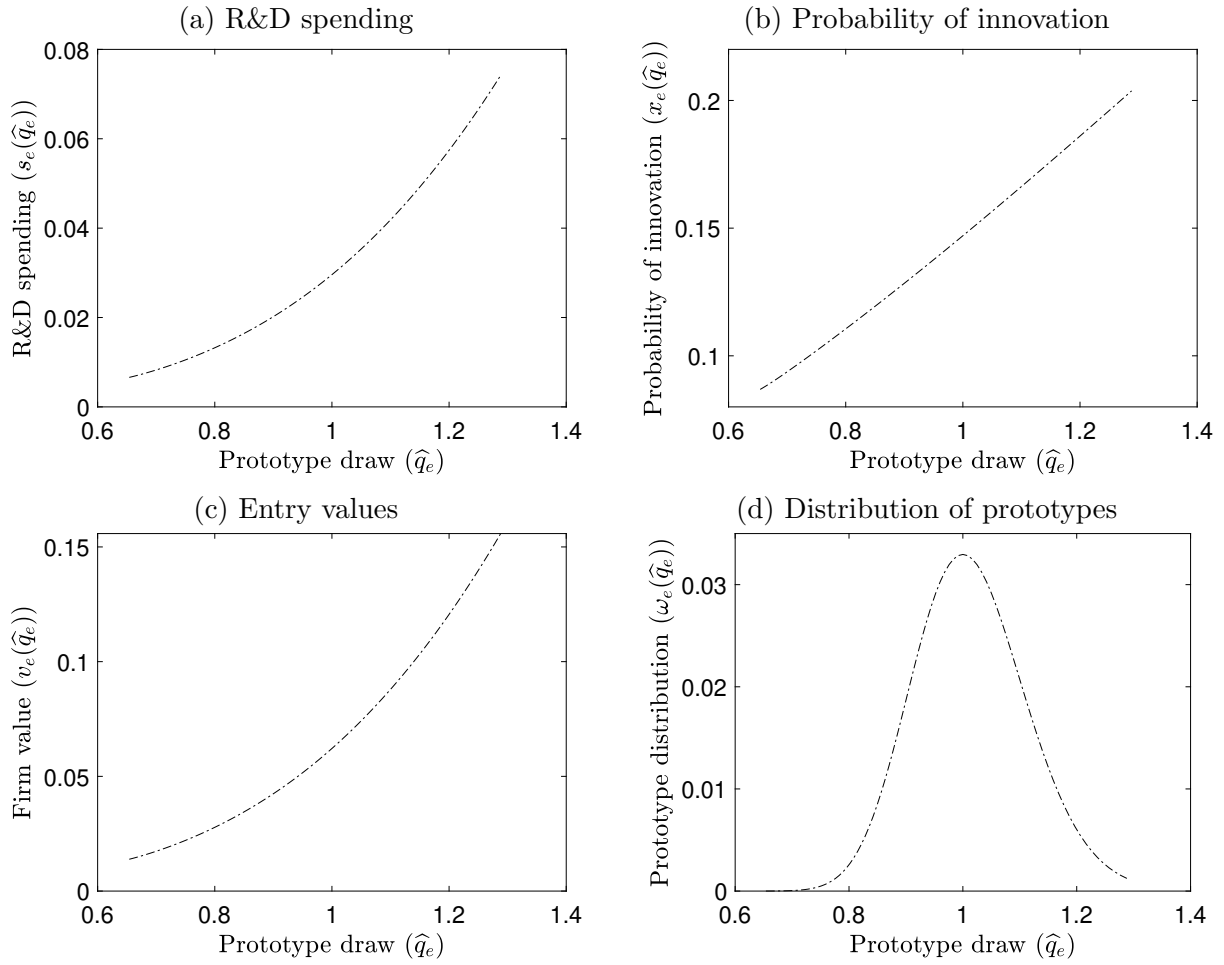 (a) R&D spending
R&D spending (s_e(q̂_e))
0.08
0.06
0.04
0.02
0
0.6 0.8 1 1.2 1.4
Prototype draw (q̂_e)
(b) Probability of innovation
Probability of innovation (x_e(q̂_e))
0.2
0.15
0.1
0.6 0.8 1 1.2 1.4
Prototype draw (q̂_e)
(c) Entry values
Firm value (v_e(q̂_e))
0.15
0.1
0.05
0
0.6 0.8 1 1.2 1.4
Prototype draw (q̂_e)
(d) Distribution of prototypes
Prototype distribution (ω_e(q̂_e))
0.03
0.02
0.01
0
0.6 0.8 1 1.2 1.4
Prototype draw (q̂_e)